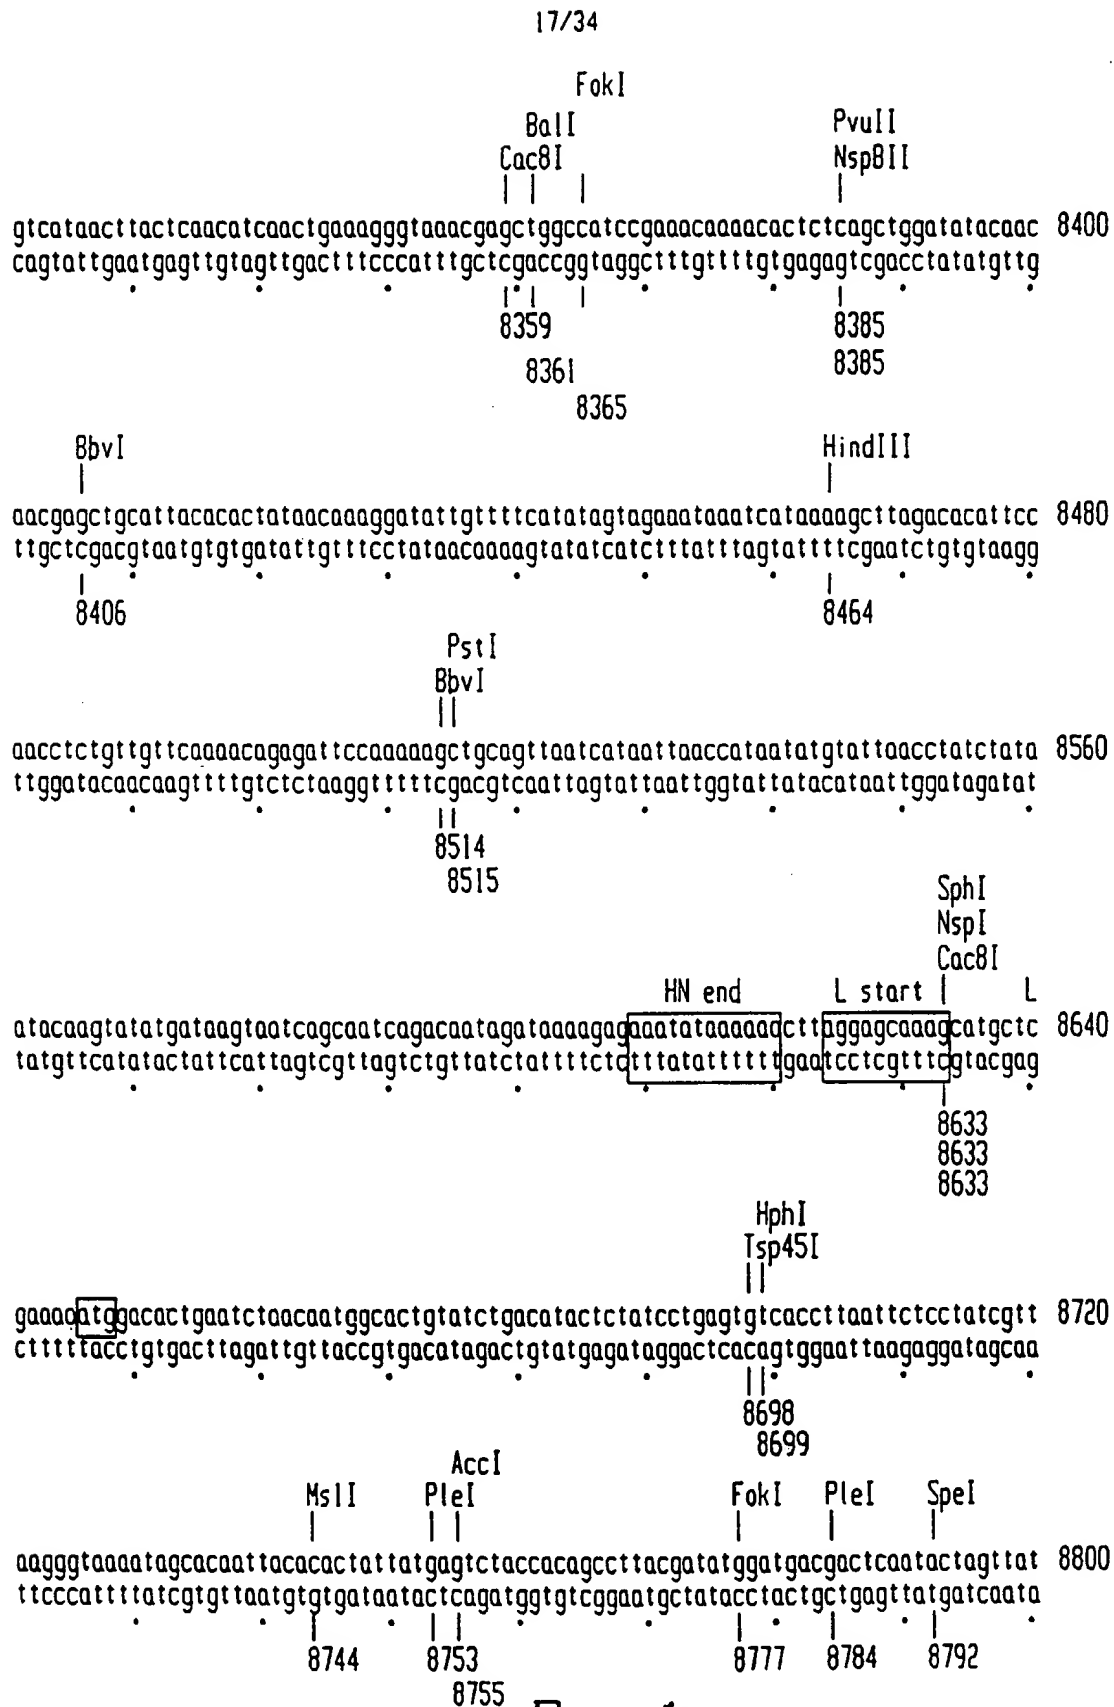 17/34
FokI
BalI PvuII
Cac8I NspBII
gtcataacttactcaacatcaactgaaagggtaaacgagctggccatccgaaacaaaacactctcagctggatatacaac 8400
cagtattgaatgagttgtagttgactttcccatttgctcgaccggtaggctttgttttgtgagagtcgacctatatgttg
8359 8385
8361 8385
8365
BbvI HindIII
aacgagctgcattacacactataacaaaggatattgttttcatatagtagaaataaatcataaaagcttagacacattcc 8480
ttgctcgacgtaatgtgtgatattgtttcctataacaaaagtatatcatctttatttagtattttcgaatctgtgtaagg
8406 8464
PstI
BbvI
aacctctgttgttcaaaacagagattccaaaaagctgcagttaatcataattaaccataatatgtattaacctatctata 8560
ttggatacaacaagttttgtctctaaggtttttcgacgtcaattagtattaattggtattatacataattggatagatat
8514
8515
SphI
NspI
Cac8I
HN end L start L
atacaagtatatgataagtaatcagcaatcagacaatagataaaagagaaatataaaaaacttaggagcaaagcatgctc 8640
tatgttcatatactattcattagtcgttagtctgttatctattttctctttatattttttgaatcctcgtttcgtacgag
8633
8633
8633
HphI
Tsp45I
gaaaaatggacactgaatctaacaatggcactgtatctgacatactctatcctgagtgtcaccttaattctcctatcgtt 8720
ctttttacctgtgacttagattgttaccgtgacatagactgtatgagataggactcacagtggaattaagaggatagcaa
8698
8699
AccI
MslI PleI FokI PleI SpeI
aagggtaaaatagcacaattacacactattatgagtctaccacagccttacgatatggatgacgactcaatactagttat 8800
ttcccattttatcgtgttaatgtgtgataatactcagatggtgtcggaatgctatacctactgctgagttatgatcaata
8744 8753 8777 8784 8792
8755